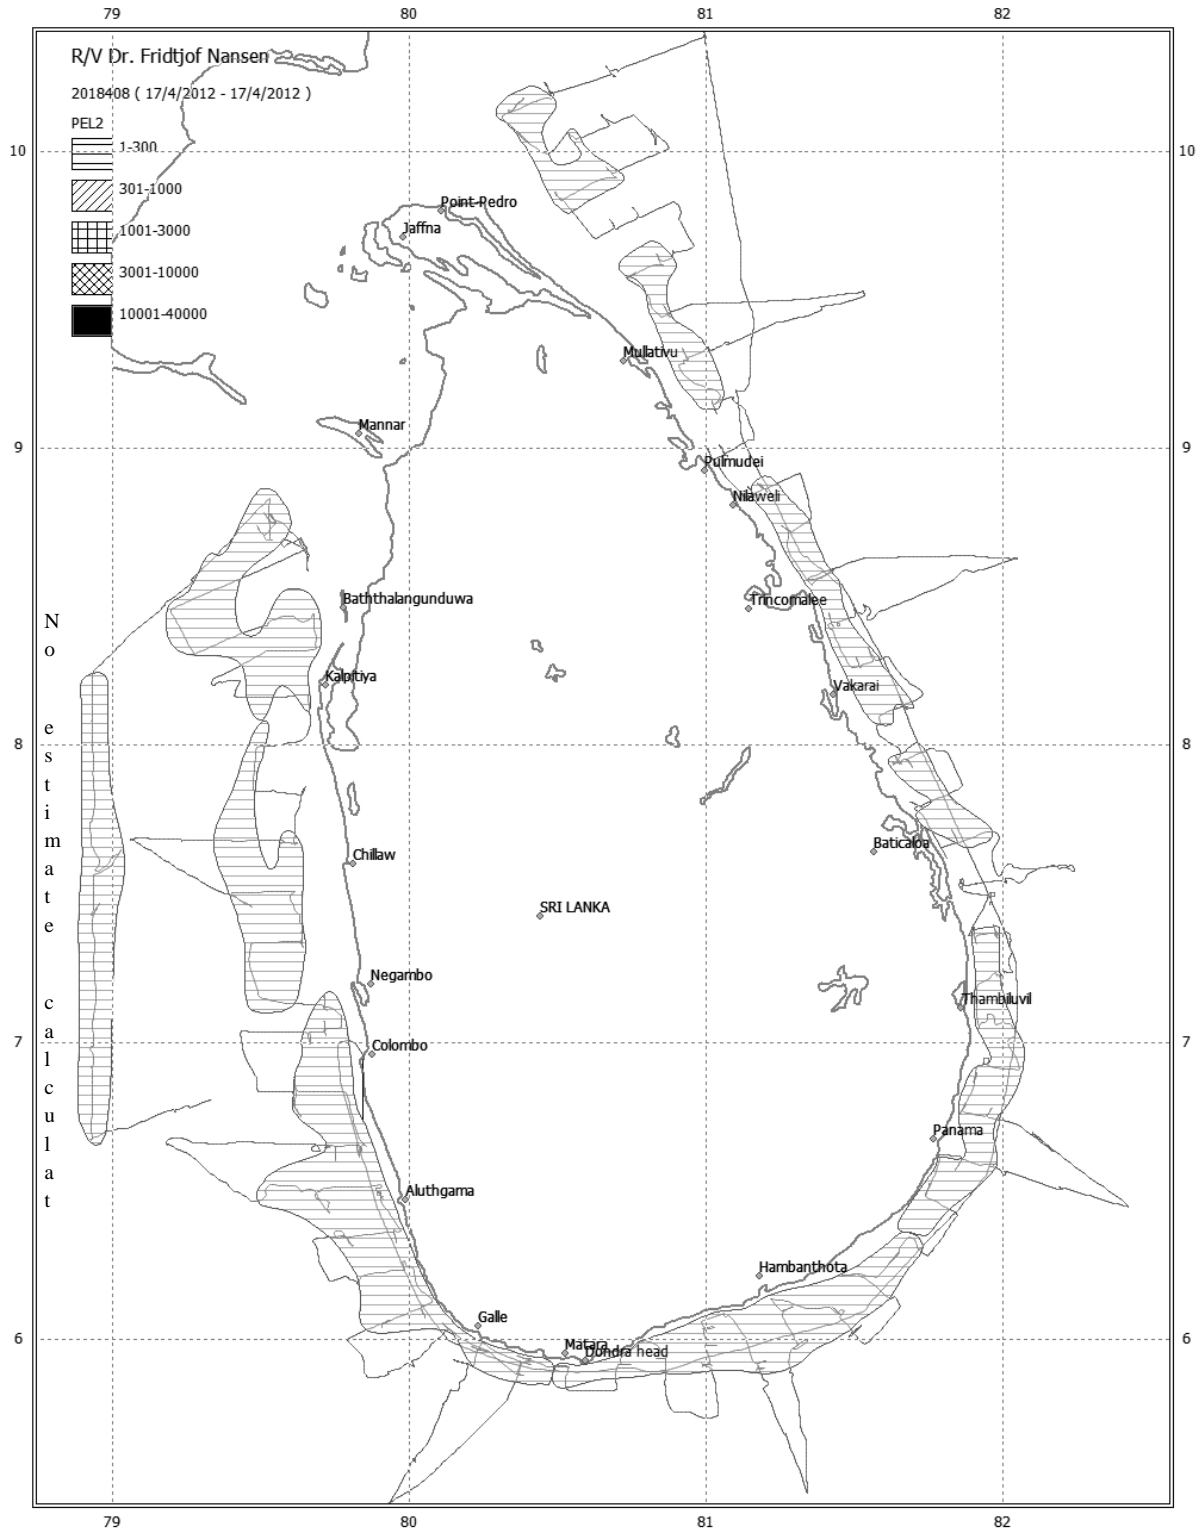 79 80 81 82
R/V Dr. Fridtjof Nansen
2018408 ( 17/4/2012 - 17/4/2012 )
PEL2
1-300
301-1000
1001-3000
3001-10000
10001-40000
10 10
Point-Pedro
Jaffna
Mullativu
Mannar
9 9
Pulmudei
Nilaweli
Baththalangunduwa
Trincomalee
Kalpitiya
Vakarai
8 8
Baticaloa
Chillaw
SRI LANKA
Negambo
Thambiluvil
7 7
Colombo
Panama
Aluthgama
Hambanthota
Galle
6 6
Matara
Dondra head
No estimate calculat
79 80 81 82